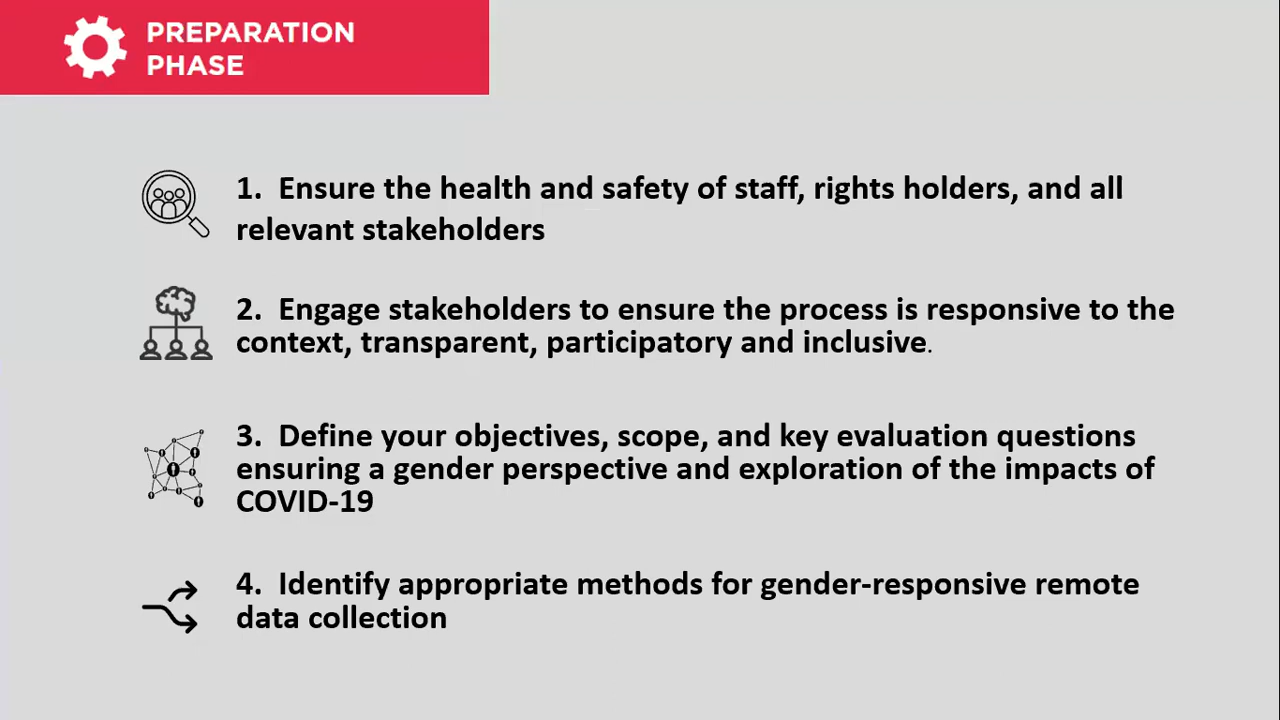 PREPARATION
PHASE
1. Ensure the health and safety of staff, rights holders, and all
relevant stakeholders
2. Engage stakeholders to ensure the process is responsive to the
context, transparent, participatory and inclusive.
3. Define your objectives, scope, and key evaluation questions
ensuring a gender perspective and exploration of the impacts of
COVID-19
4. Identify appropriate methods for gender-responsive remote
data collection